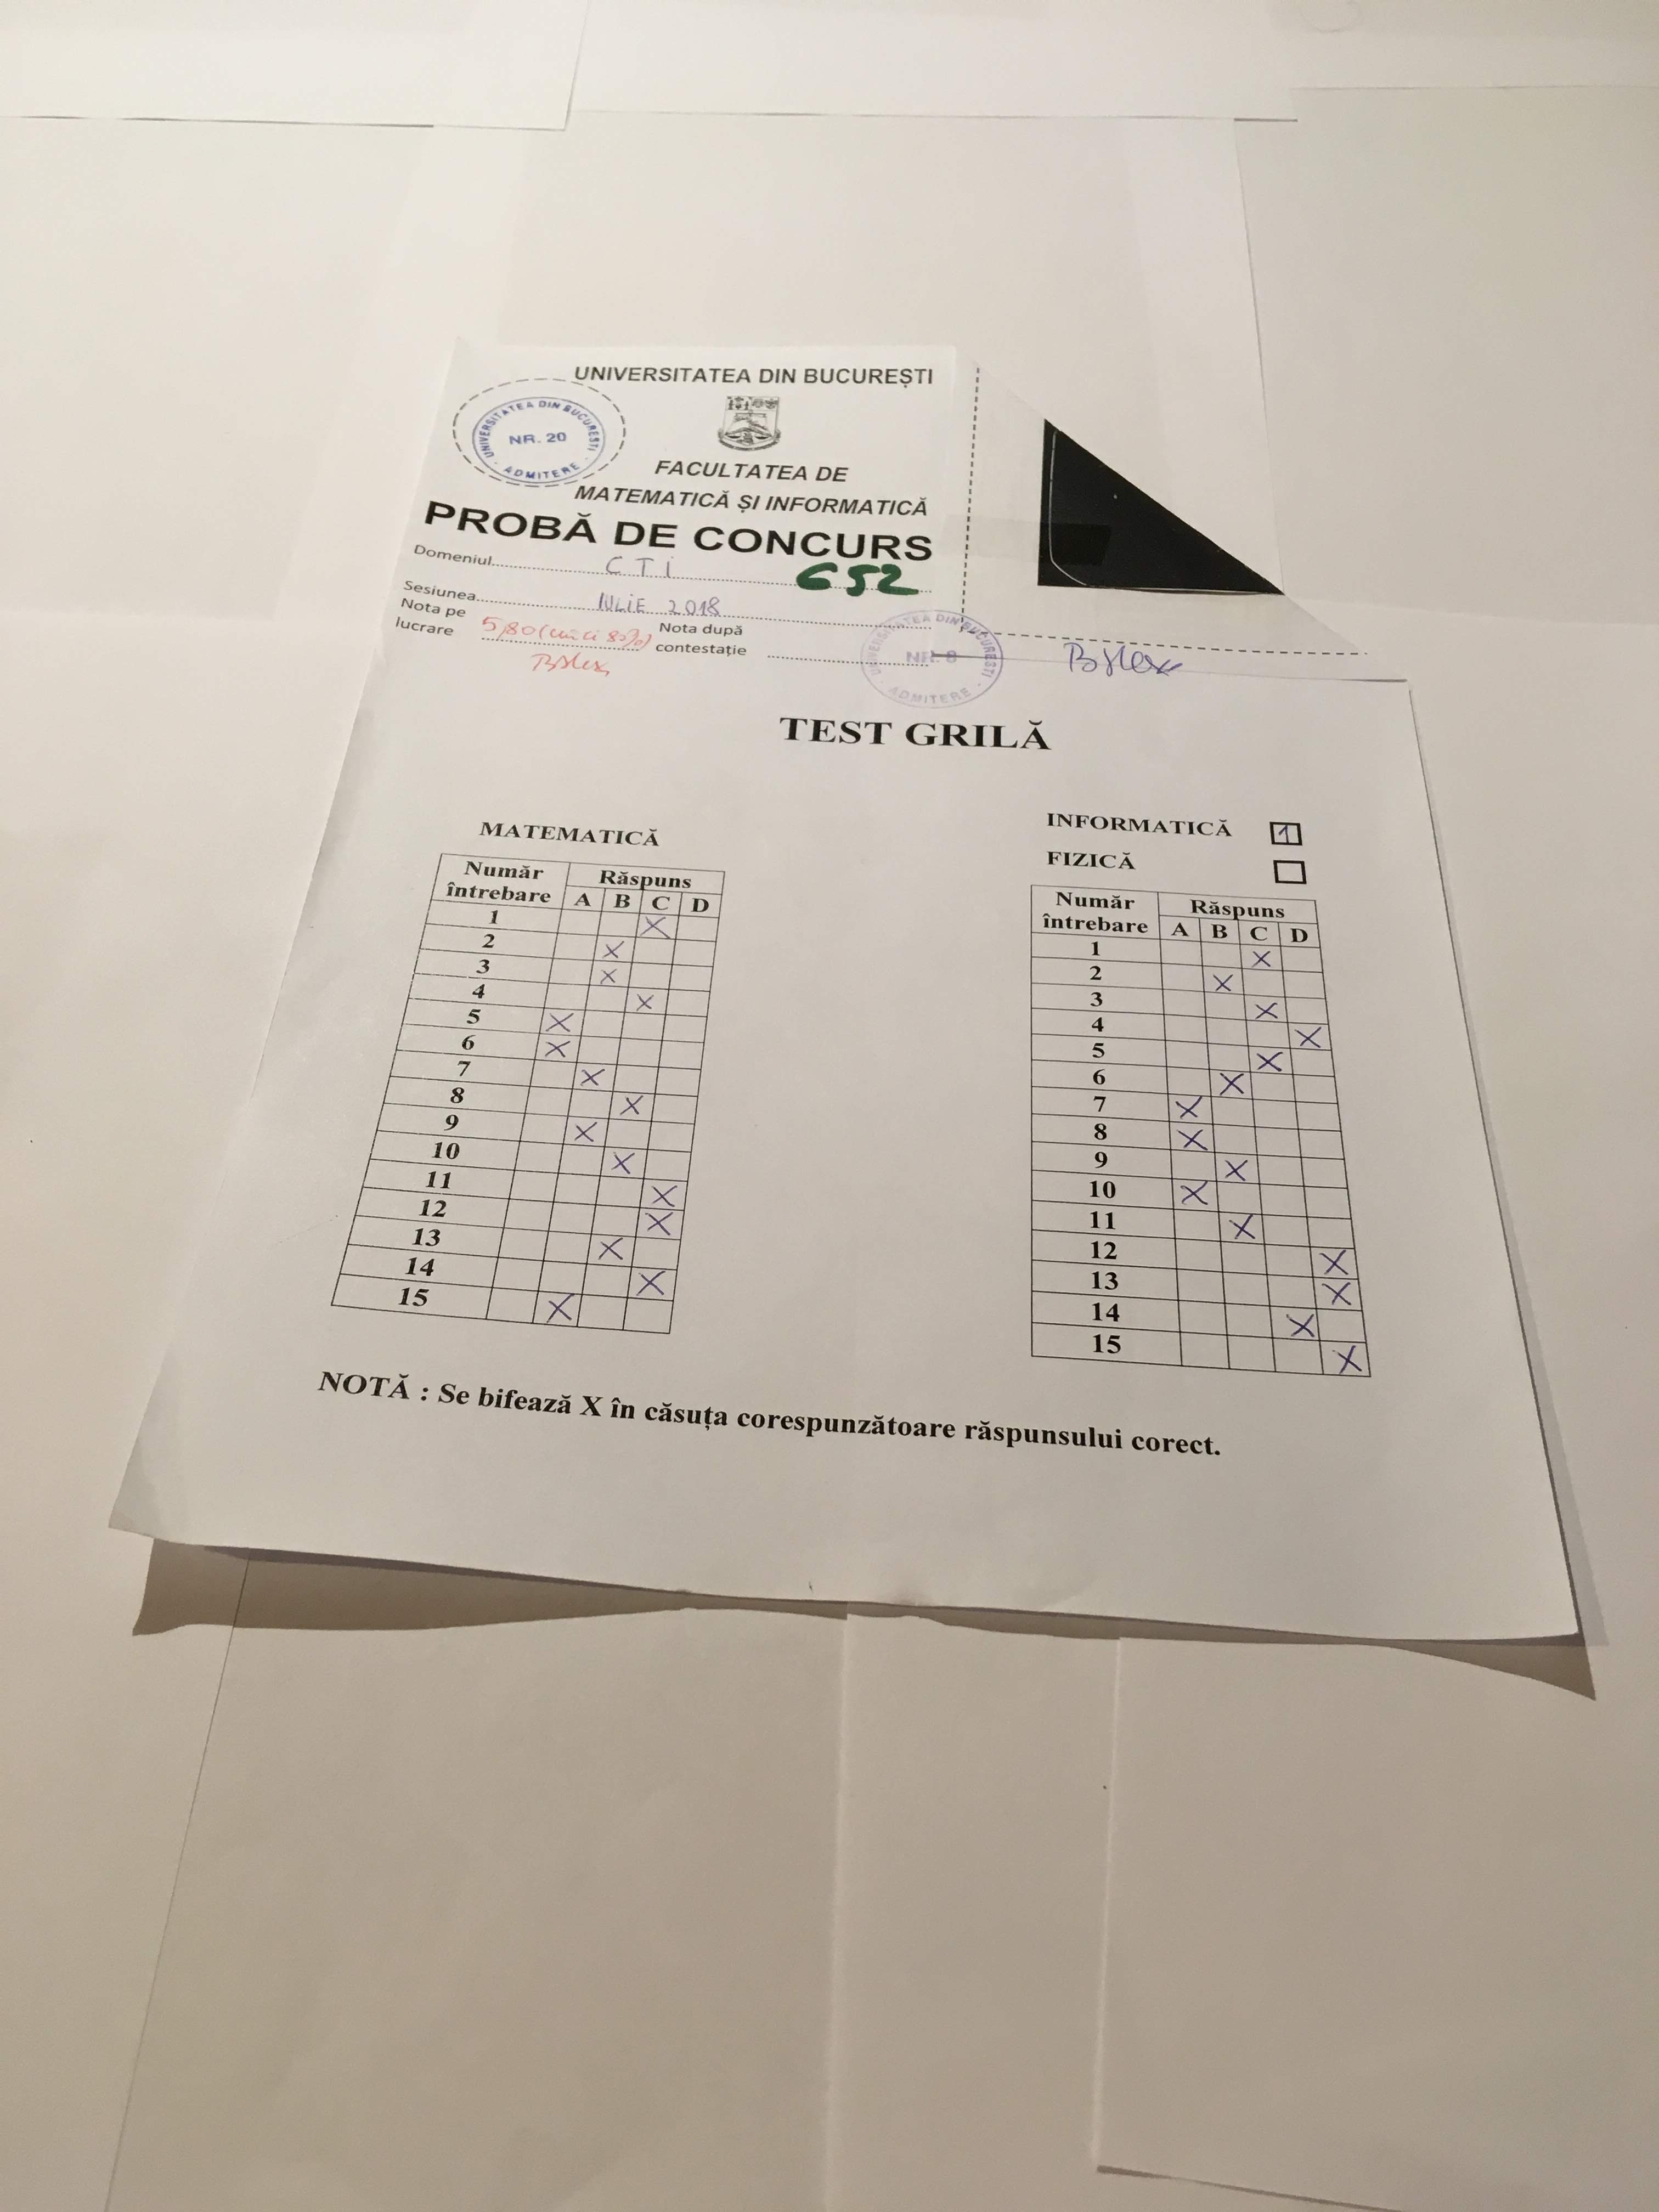 UNIVERSITATEA DIN BUCUREȘTI
UNIVERSITATEA DIN BUCUREȘTI
NR. 20
ADMITERE
FACULTATEA DE
MATEMATICĂ ȘI INFORMATICĂ
PROBĂ DE CONCURS
Domeniul CTI 652
Sesiunea IULIE 2018
Nota pe lucrare 5,80 (cinci 80%)
Nota după contestație
UNIVERSITATEA DIN BUCUREȘTI
NR. 8
ADMITERE
TEST GRILĂ
MATEMATICĂ
Număr întrebare Răspuns
A B C D
1 X
2 X
3 X
4 X
5 X
6 X
7 X
8 X
9 X
10 X
11 X
12 X
13 X
14 X
15 X
INFORMATICĂ 1
FIZICĂ
Număr întrebare Răspuns
A B C D
1 X
2 X
3 X
4 X
5 X
6 X
7 X
8 X
9 X
10 X
11 X
12 X
13 X
14 X
15 X
NOTĂ : Se bifează X în căsuța corespunzătoare răspunsului corect.